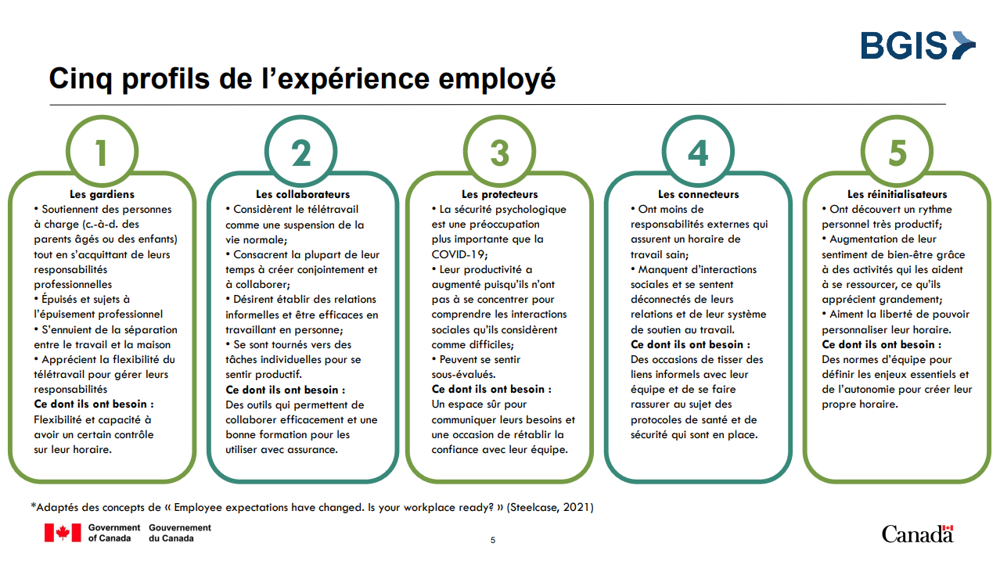 BGIS
Cinq profils de l’expérience employé
1
Les gardiens
• Soutiennent des personnes
à charge (c.-à-d. des
parents âgés ou des enfants)
tout en s’acquittant de leurs
responsabilités
professionnelles
• Épuisés et sujets à
l’épuisement professionnel
• S’ennuient de la séparation
entre le travail et la maison
• Apprécient la flexibilité du
télétravail pour gérer leurs
responsabilités
Ce dont ils ont besoin :
Flexibilité et capacité à
avoir un certain contrôle
sur leur horaire.
2
Les collaborateurs
• Considèrent le télétravail
comme une suspension de la
vie normale;
• Consacrent la plupart de leur
temps à créer conjointement et
à collaborer;
• Désirent établir des relations
informelles et être efficaces en
travaillant en personne;
• Se sont tournés vers des
tâches individuelles pour se
sentir productif.
Ce dont ils ont besoin :
Des outils qui permettent de
collaborer efficacement et une
bonne formation pour les
utiliser avec assurance.
3
Les protecteurs
• La sécurité psychologique
est une préoccupation
plus importante que la
COVID-19;
• Leur productivité a
augmenté puisqu’ils n’ont
pas à se concentrer pour
comprendre les interactions
sociales qu’ils considèrent
comme difficiles;
• Peuvent se sentir
sous-évalués.
Ce dont ils ont besoin :
Un espace sûr pour
communiquer leurs besoins et
une occasion de rétablir la
confiance avec leur équipe.
4
Les connecteurs
• Ont moins de
responsabilités externes qui
assurent un horaire de
travail sain;
• Manquent d’interactions
sociales et se sentent
déconnectés de leurs
relations et de leur système
de soutien au travail.
Ce dont ils ont besoin :
Des occasions de tisser des
liens informels avec leur
équipe et de se faire
rassurer au sujet des
protocoles de santé et de
sécurité qui sont en place.
5
Les réinitialisateurs
• Ont découvert un rythme
personnel très productif;
• Augmentation de leur
sentiment de bien-être grâce
à des activités qui les aident
à se ressourcer, ce qu’ils
apprécient grandement;
• Aiment la liberté de pouvoir
personnaliser leur horaire.
Ce dont ils ont besoin :
Des normes d’équipe pour
définir les enjeux essentiels et
de l’autonomie pour créer leur
propre horaire.
*Adaptés des concepts de « Employee expectations have changed. Is your workplace ready? » (Steelcase, 2021)
Government
of Canada
Gouvernement
du Canada
5
Canada